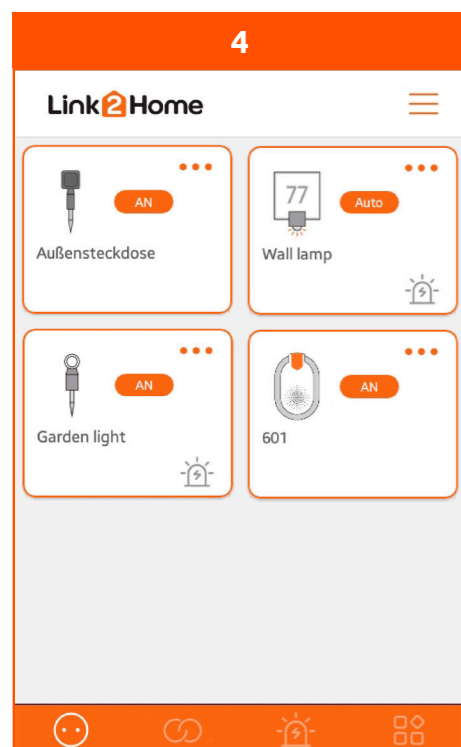 4
Link2Home
AN
Außensteckdose
77
Auto
Wall lamp
AN
Garden light
AN
601